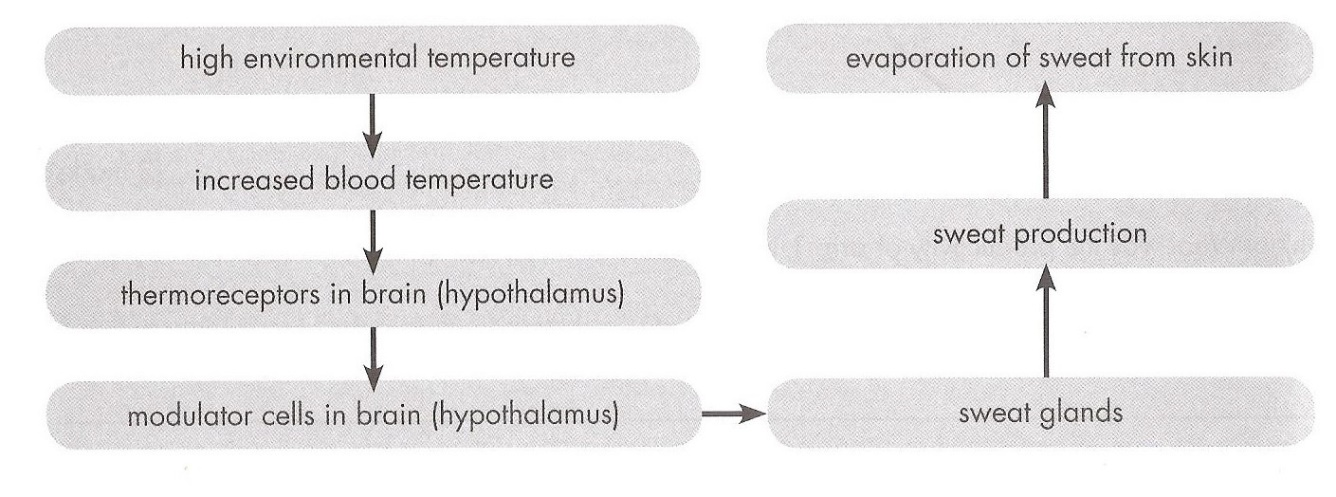 high environmental temperature
increased blood temperature
thermoreceptors in brain (hypothalamus)
modulator cells in brain (hypothalamus)
sweat glands
sweat production
evaporation of sweat from skin